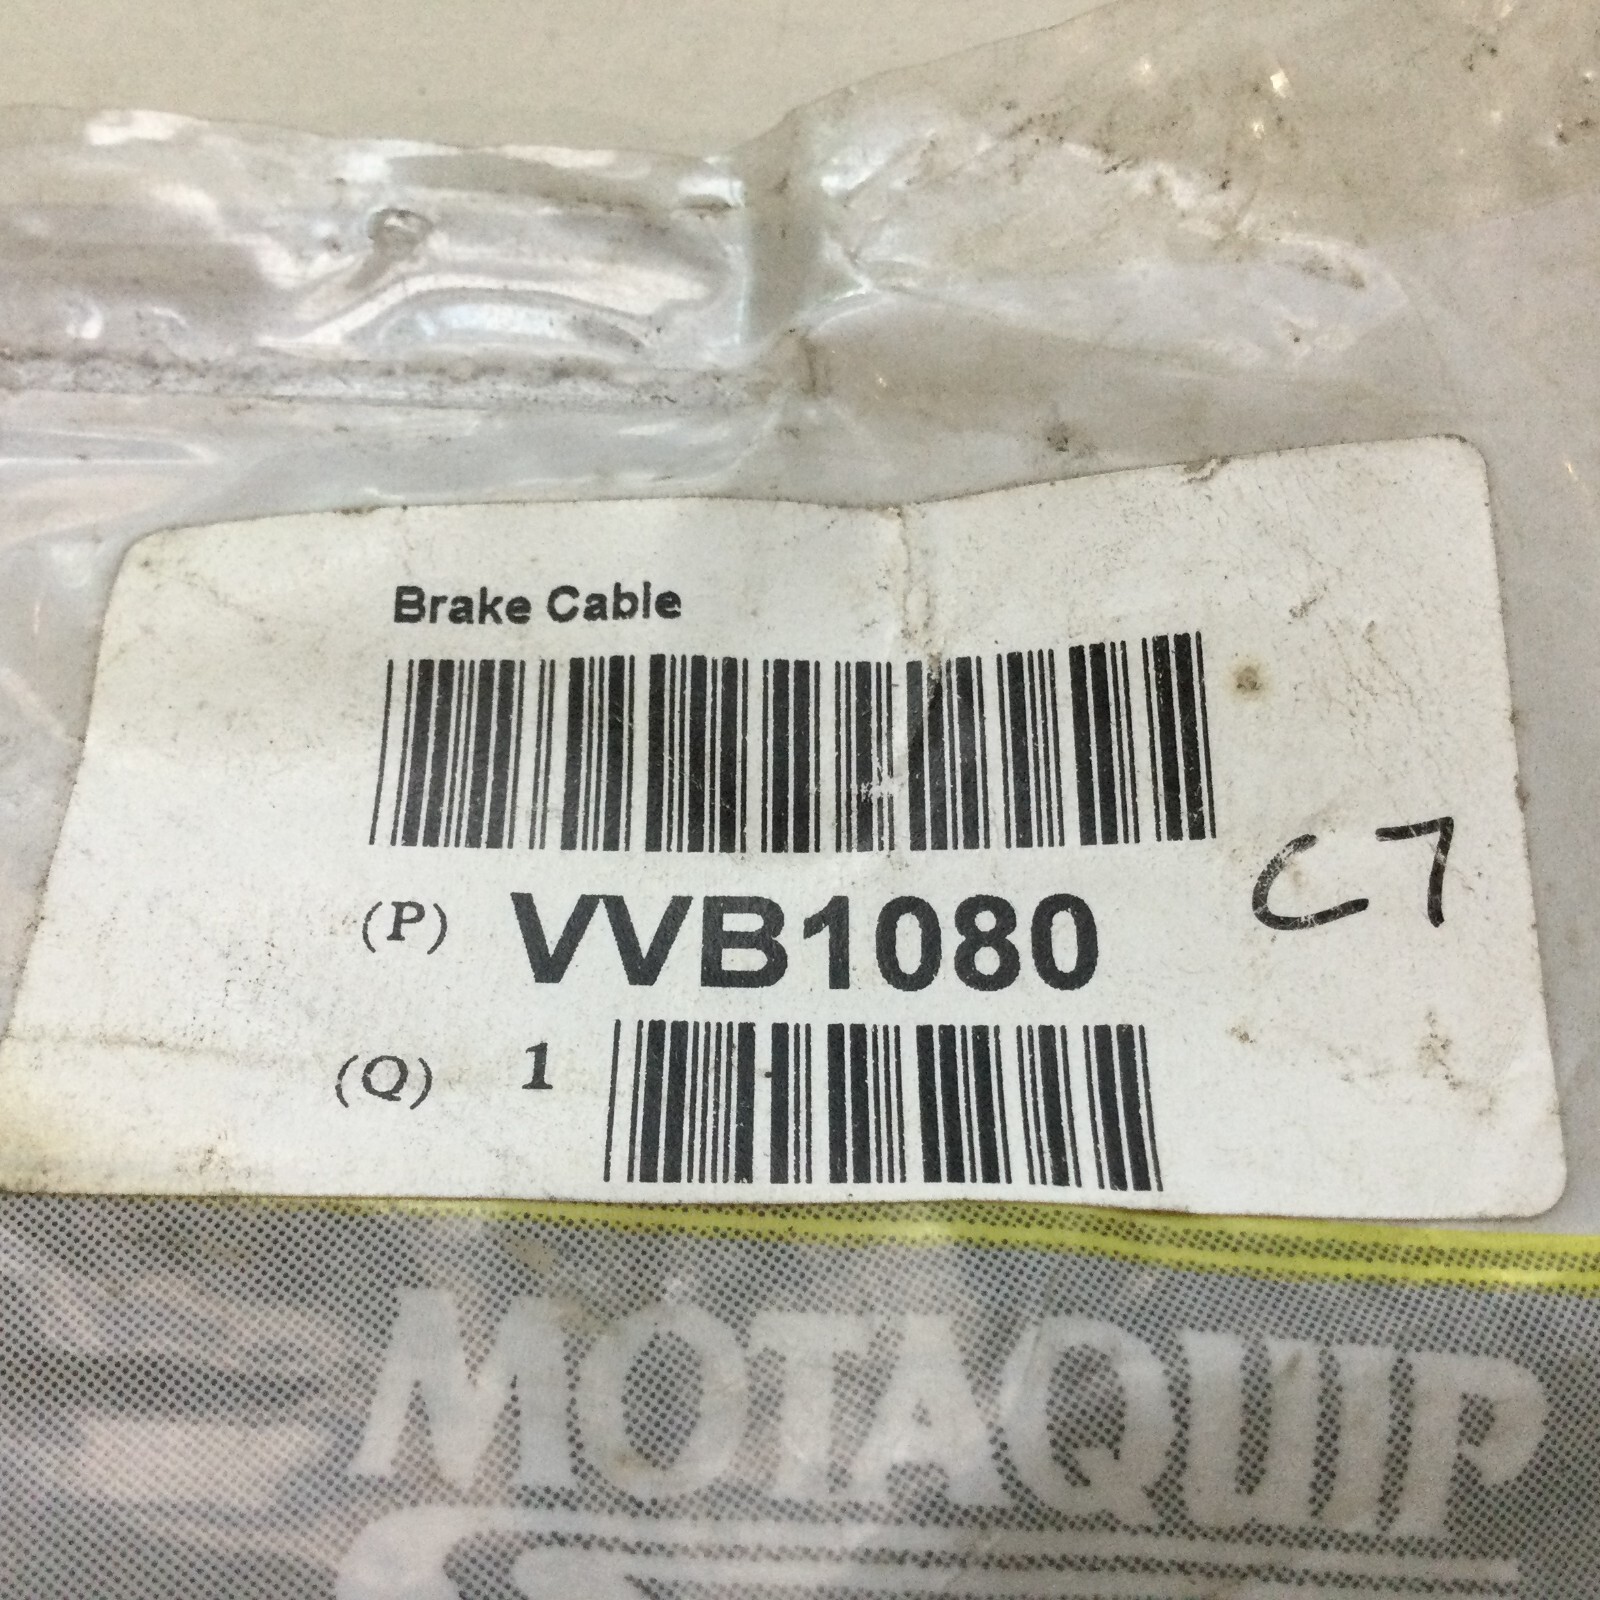 Brake Cable
(P) VVB1080
C7
(Q) 1
MOTAQUIP